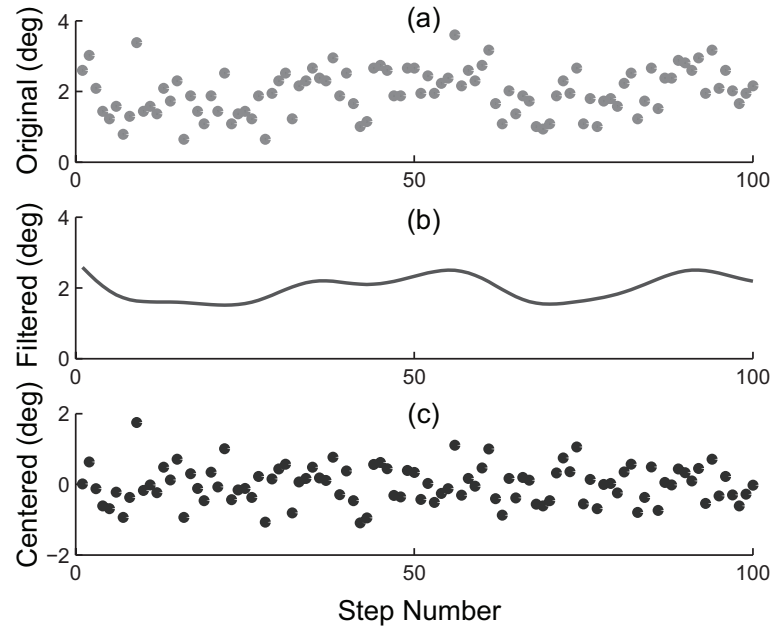 (a)
Original (deg)
4
2
0
0
50
100
(b)
Filtered (deg)
4
2
0
0
50
100
(c)
Centered (deg)
2
0
−2
0
50
100
Step Number